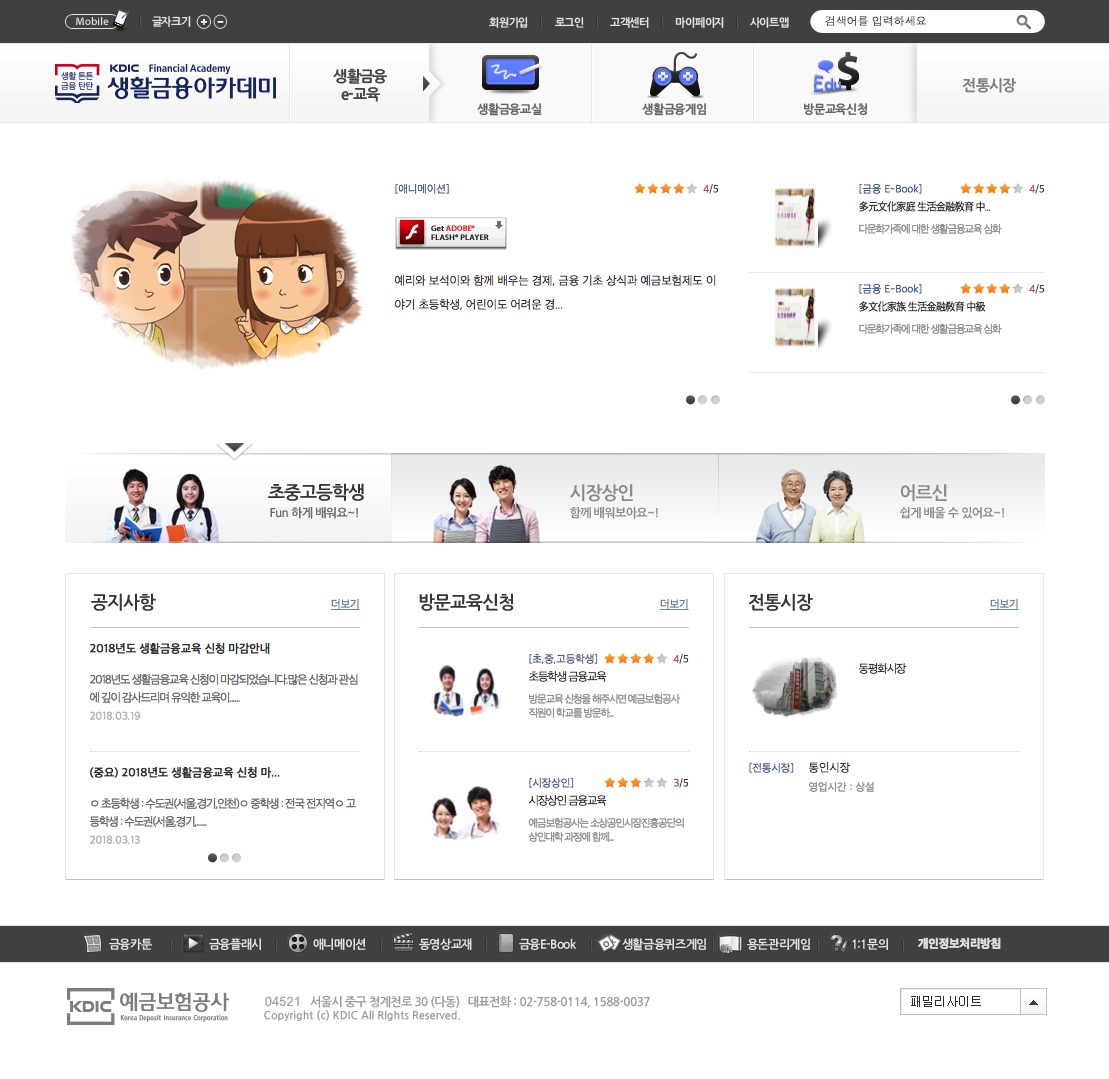 Mobile 글자크기
회원가입 로그인 고객센터 마이페이지 사이트맵 검색어를 입력하세요
생활 튼튼 금융 탄탄
KDIC Financial Academy
생활금융아카데미
생활금융
e-교육
생활금융교실 생활금융게임 방문교육신청 전통시장
Edu $
[애니메이션] 4/5
Get ADOBE® FLASH® PLAYER
예리와 보석이와 함께 배우는 경제, 금융 기초 상식과 예금보험제도 이
야기 초등학생, 어린이도 어려운 경...
[금융 E-Book] 4/5
多元文化家庭 生活金融敎育 中...
다문화가족에 대한 생활금융교육 심화
[금융 E-Book] 4/5
多文化家族 生活金融敎育 中級
다문화가족에 대한 생활금융교육 심화
초중고등학생
Fun 하게 배워요~!
시장상인
함께 배워보아요~!
어르신
쉽게 배울 수 있어요~!
공지사항 더보기
2018년도 생활금융교육 신청 마감안내
2018년도 생활금융교육 신청이 마감되었습니다.많은 신청과 관심
에 깊이 감사드리며 유익한 교육이.....
2018.03.19
(중요) 2018년도 생활금융교육 신청 마...
ㅇ 초등학생 : 수도권(서울,경기,인천)ㅇ 중학생 : 전국 전지역ㅇ 고
등학생 : 수도권(서울,경기,.....
2018.03.13
방문교육신청 더보기
[초,중,고등학생] 4/5
초등학생 금융교육
방문교육 신청을 해주시면 예금보험공사
직원이 학교를 방문하...
[시장상인] 3/5
시장상인 금융교육
예금보험공사는 소상공인시장진흥공단의
상인대학 과정에 함께...
전통시장 더보기
동평화시장
[전통시장] 통인시장
영업시간 : 상설
금융카툰 금융플래시 애니메이션 동영상교재 금융E-Book 생활금융퀴즈게임 용돈관리게임 1:1문의 개인정보처리방침
KDIC 예금보험공사
Korea Deposit Insurance Corporation
04521 서울시 중구 청계천로 30 (다동) 대표전화 : 02-758-0114, 1588-0037
Copyright (c) KDIC All Rights Reserved.
패밀리사이트